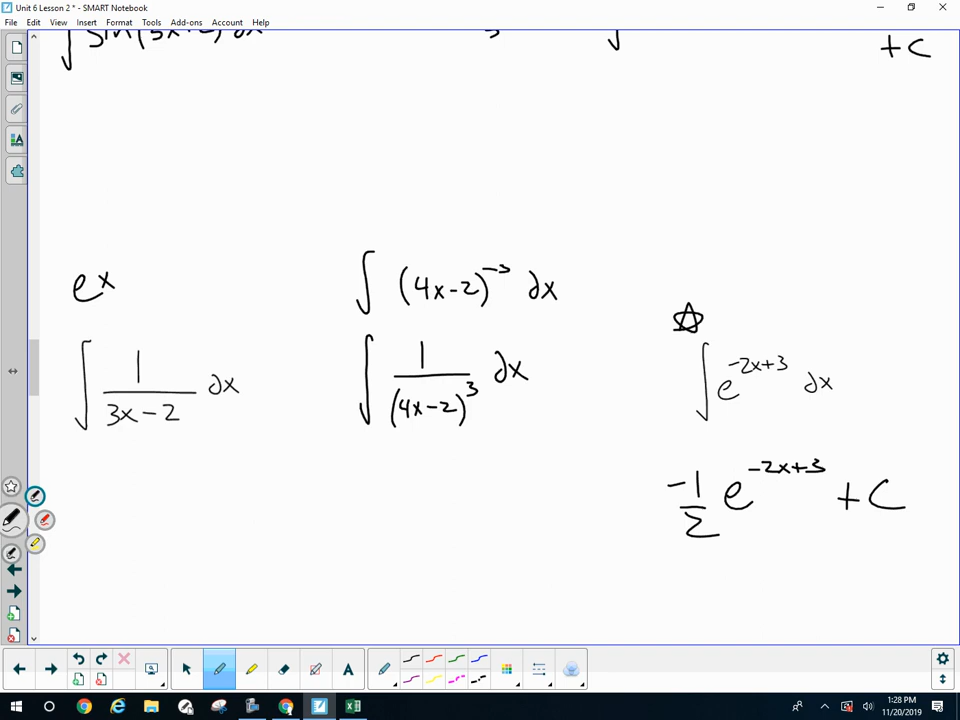 Unit 6 Lesson 2 * - SMART Notebook
File Edit View Insert Format Tools Add-ons Account Help
+ C
ex
∫ (4x-2)^-3 dx
∫ 1/(3x-2) dx
∫ 1/(4x-2)^3 dx
∫ e^(-2x+3) dx
-1/2 e^(-2x+3) + C
A
1:28 PM
11/20/2019